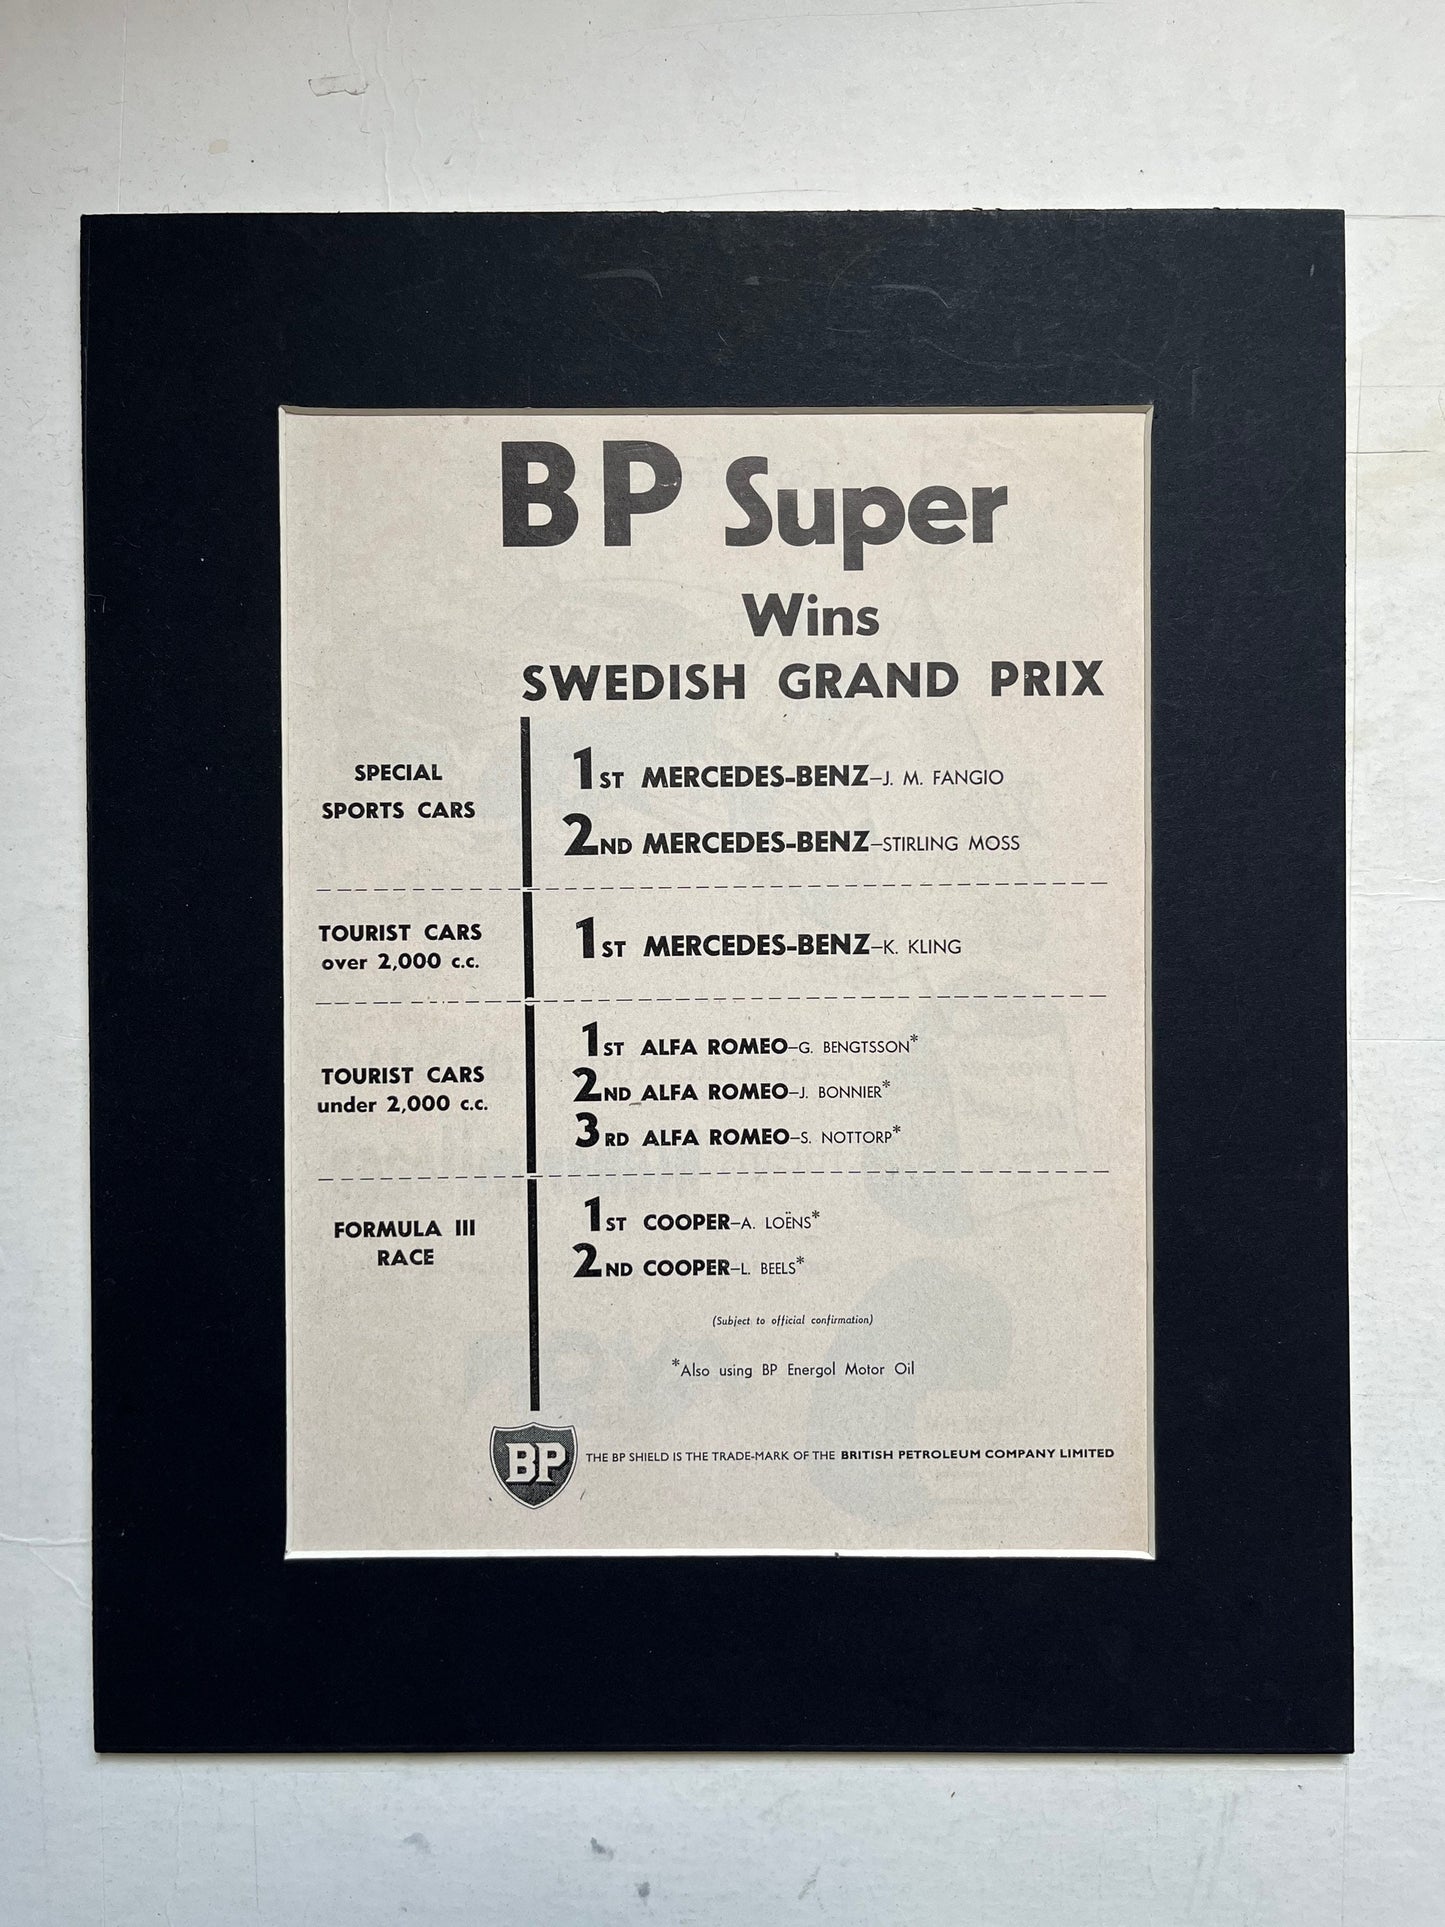 BP Super
Wins
SWEDISH GRAND PRIX
SPECIAL
SPORTS CARS
1ST MERCEDES-BENZ–J. M. FANGIO
2ND MERCEDES-BENZ–STIRLING MOSS
TOURIST CARS
over 2,000 c.c.
1ST MERCEDES-BENZ–K. KLING
TOURIST CARS
under 2,000 c.c.
1ST ALFA ROMEO–G. BENGTSSON*
2ND ALFA ROMEO–J. BONNIER*
3RD ALFA ROMEO–S. NOTTORP*
FORMULA III
RACE
1ST COOPER–A. LOËNS*
2ND COOPER–L. BEELS*
(Subject to official confirmation)
*Also using BP Energol Motor Oil
BP
THE BP SHIELD IS THE TRADE-MARK OF THE BRITISH PETROLEUM COMPANY LIMITED